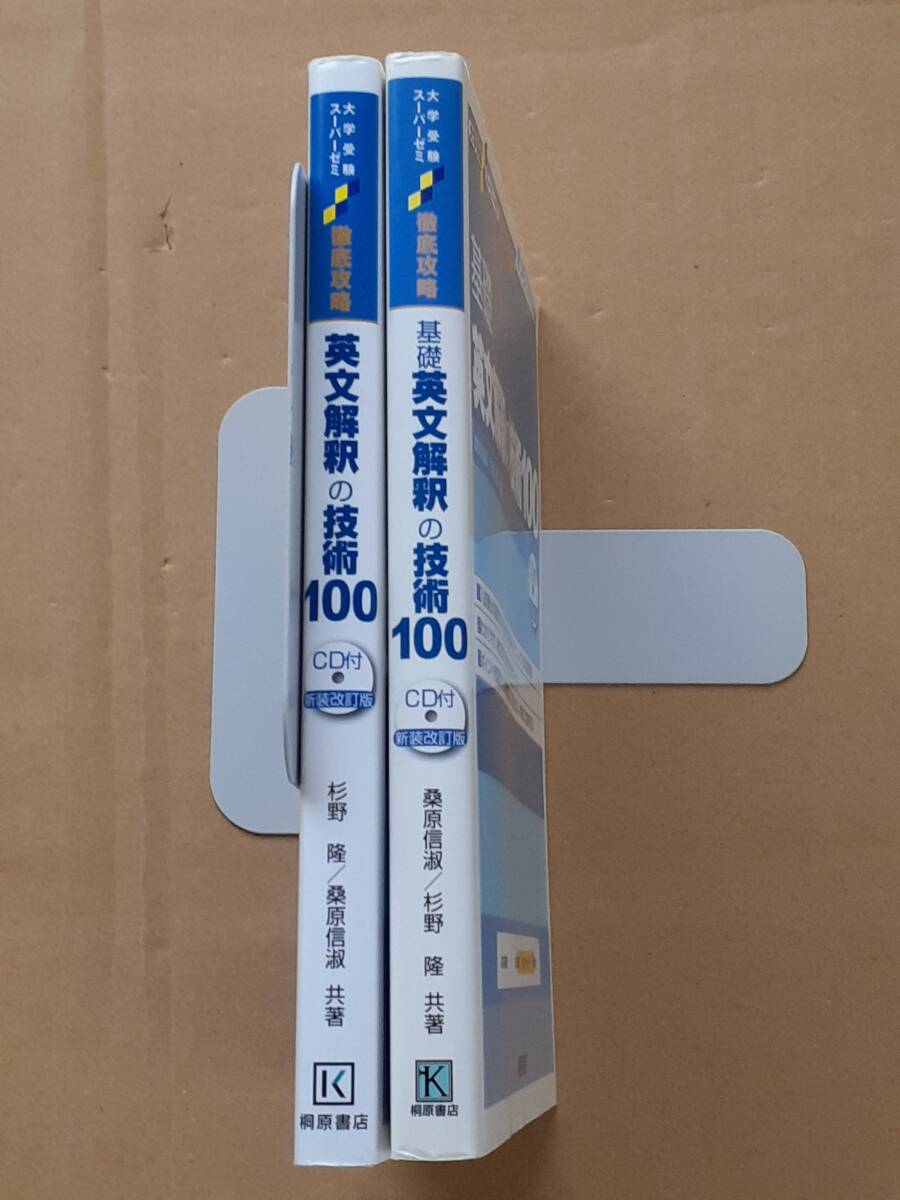 大学受験
スーパーゼミ
徹底攻略
英文解釈の技術
100
CD付
新装改訂版
杉野 隆/桑原信淑 共著
K
桐原書店
大学受験
スーパーゼミ
徹底攻略
基礎英文解釈の技術
100
CD付
新装改訂版
桑原信淑/杉野 隆 共著
K
桐原書店
基礎
100